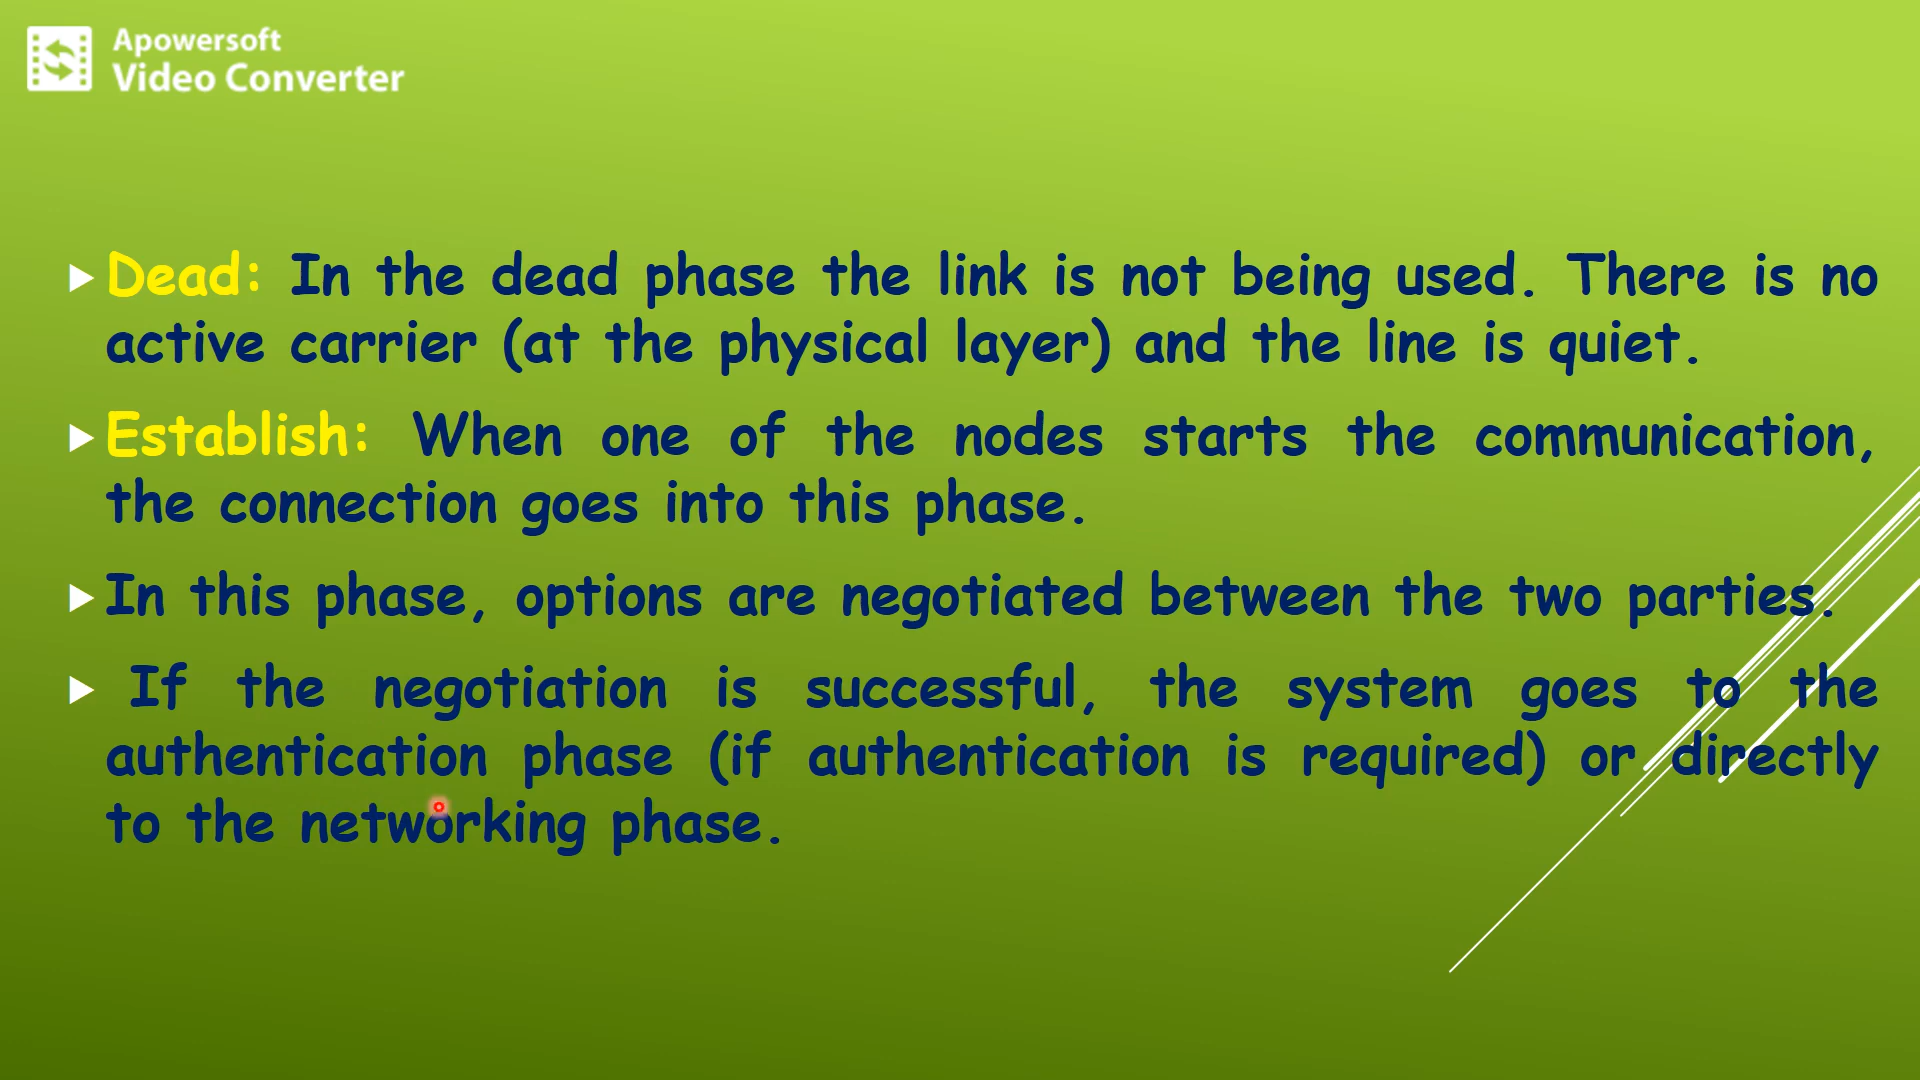 Apowersoft
Video Converter
Dead: In the dead phase the link is not being used. There is no
active carrier (at the physical layer) and the line is quiet.
Establish: When one of the nodes starts the communication,
the connection goes into this phase.
In this phase, options are negotiated between the two parties.
If the negotiation is successful, the system goes to the
authentication phase (if authentication is required) or directly
to the networking phase.